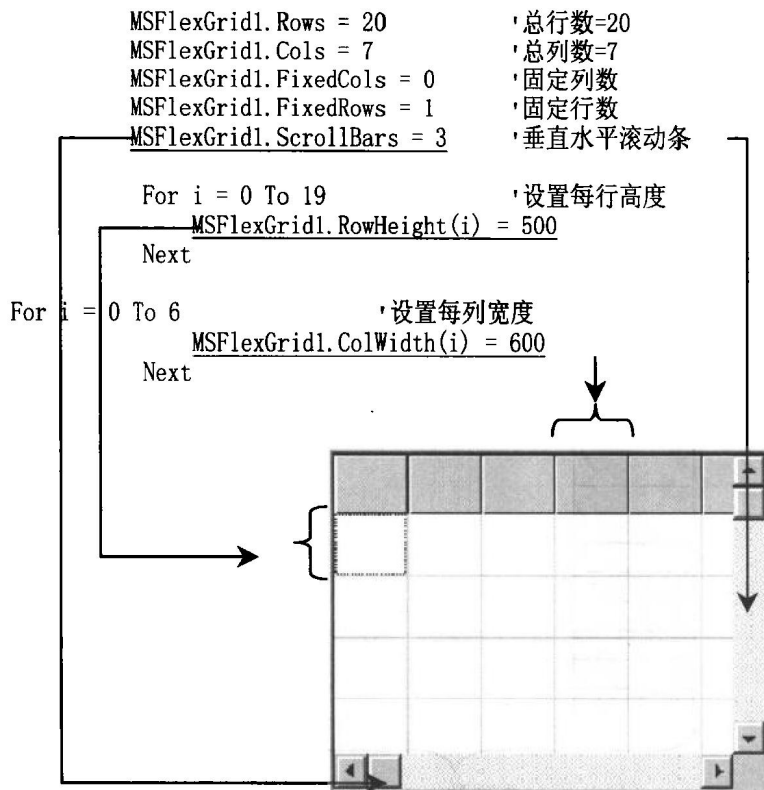 MSFlexGrid1.Rows = 20 '总行数=20
MSFlexGrid1.Cols = 7 '总列数=7
MSFlexGrid1.FixedCols = 0 '固定列数
MSFlexGrid1.FixedRows = 1 '固定行数
MSFlexGrid1.ScrollBars = 3 '垂直水平滚动条
For i = 0 To 19 '设置每行高度
MSFlexGrid1.RowHeight(i) = 500
Next
For i = 0 To 6 '设置每列宽度
MSFlexGrid1.ColWidth(i) = 600
Next